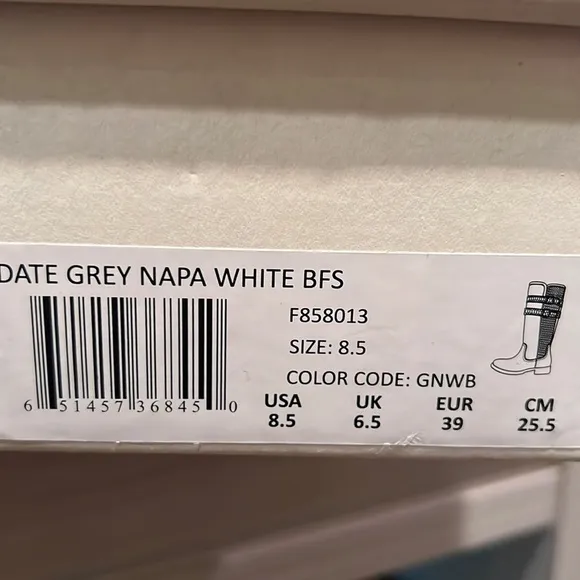 DATE GREY NAPA WHITE BFS
F858013
SIZE: 8.5
COLOR CODE: GNWB
6 51457 36845 0
USA UK EUR CM
8.5 6.5 39 25.5